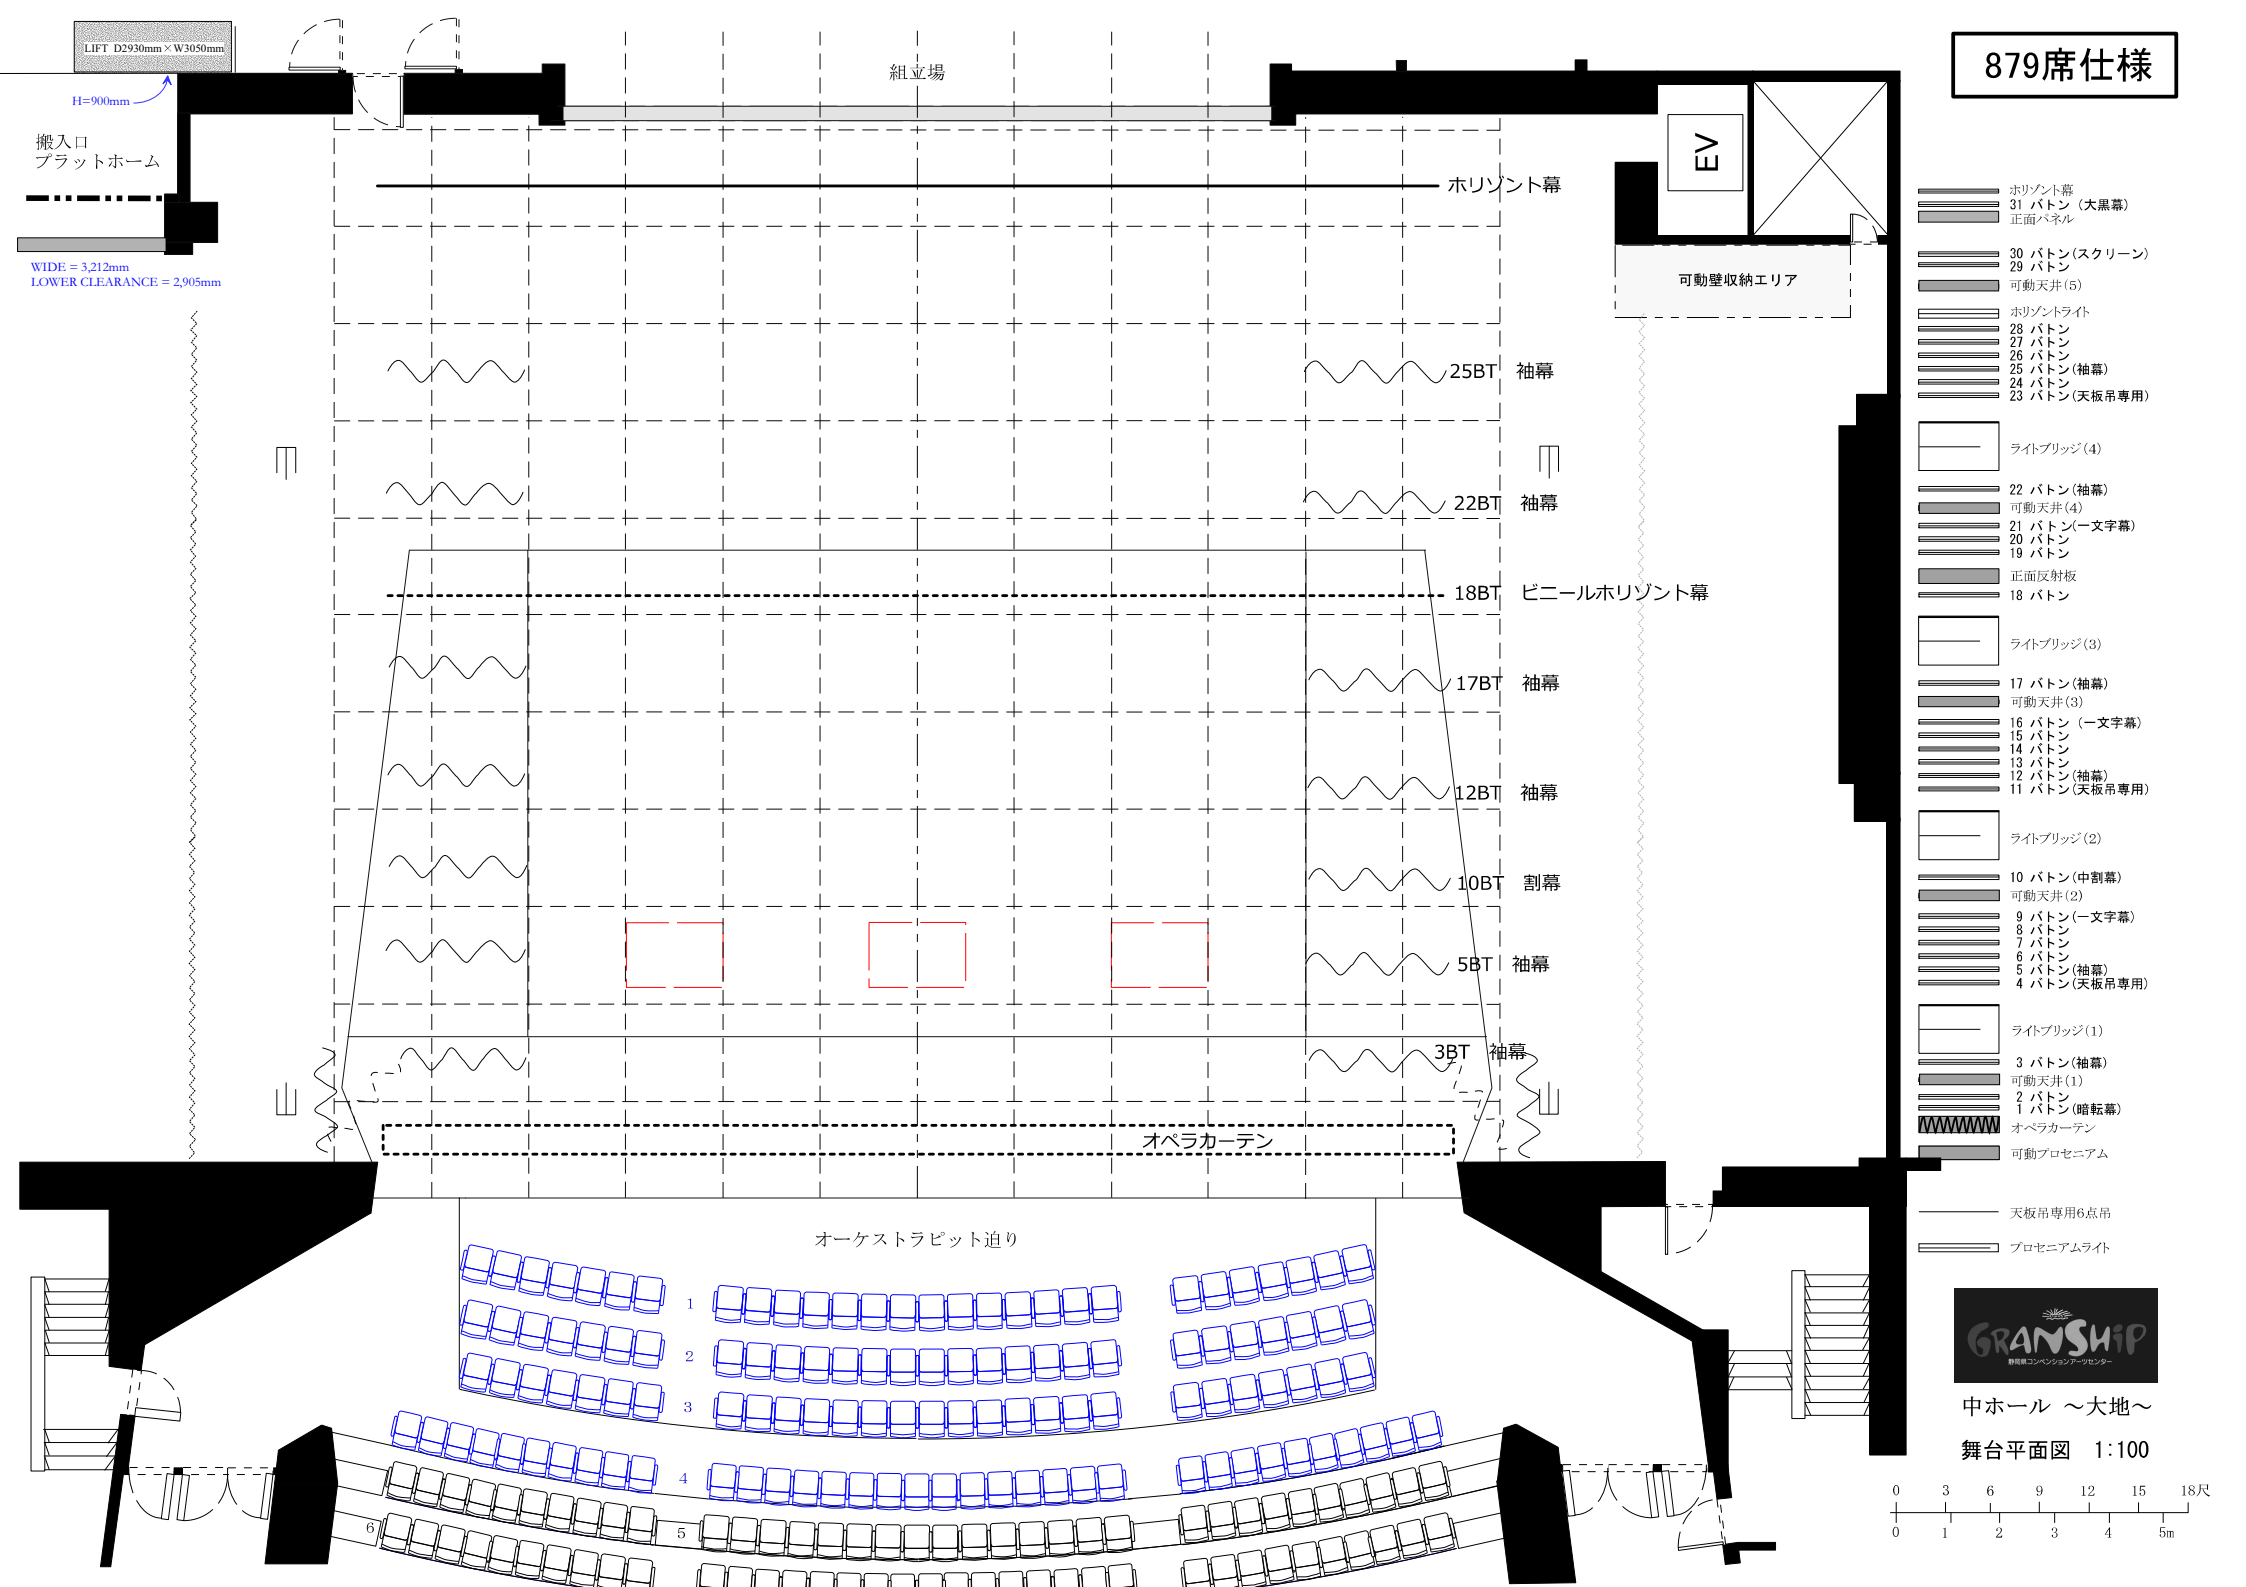 LIFT D2930mm×W3050mm
H=900mm
搬入口
プラットホーム
WIDE = 3,212mm
LOWER CLEARANCE = 2,905mm
組立場
EV
可動壁収納エリア
ホリゾント幕
25BT 袖幕
22BT 袖幕
18BT ビニールホリゾント幕
17BT 袖幕
12BT 袖幕
10BT 割幕
5BT 袖幕
3BT 袖幕
オペラカーテン
オーケストラピット迫り
1
2
3
4
5
6
879席仕様
ホリゾント幕
31 バトン (大黒幕)
正面パネル
30 バトン(スクリーン)
29 バトン
可動天井(5)
ホリゾントライト
28 バトン
27 バトン
26 バトン
25 バトン(袖幕)
24 バトン
23 バトン(天板吊専用)
ライトブリッジ(4)
22 バトン(袖幕)
可動天井(4)
21 バトン(一文字幕)
20 バトン
19 バトン
正面反射板
18 バトン
ライトブリッジ(3)
17 バトン(袖幕)
可動天井(3)
16 バトン (一文字幕)
15 バトン
14 バトン
13 バトン
12 バトン(袖幕)
11 バトン(天板吊専用)
ライトブリッジ(2)
10 バトン(中割幕)
可動天井(2)
9 バトン(一文字幕)
8 バトン
7 バトン
6 バトン
5 バトン(袖幕)
4 バトン(天板吊専用)
ライトブリッジ(1)
3 バトン(袖幕)
可動天井(1)
2 バトン
1 バトン(暗転幕)
オペラカーテン
可動プロセニアム
天板吊専用6点吊
プロセニアムライト
GRANSHIP
静岡県コンベンションアーツセンター
中ホール ～大地～
舞台平面図 1:100
0 3 6 9 12 15 18尺
0 1 2 3 4 5m